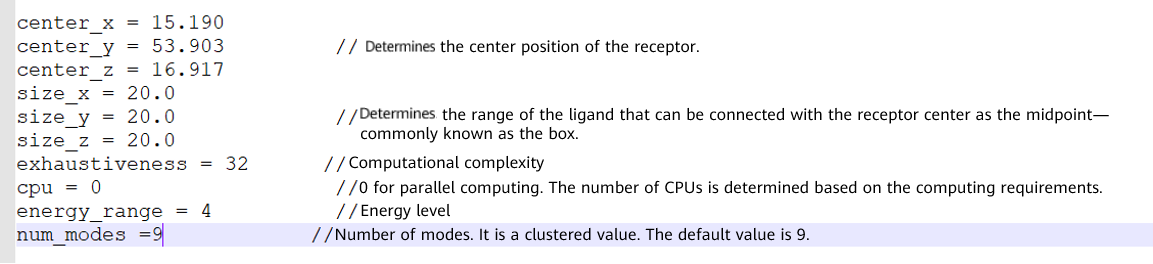 center_x = 15.190
center_y = 53.903 // Determines the center position of the receptor.
center_z = 16.917
size_x = 20.0
size_y = 20.0 //Determines the range of the ligand that can be connected with the receptor center as the midpoint—
commonly known as the box.
size_z = 20.0
exhaustiveness = 32 //Computational complexity
cpu = 0 //0 for parallel computing. The number of CPUs is determined based on the computing requirements.
energy_range = 4 //Energy level
num_modes =9 //Number of modes. It is a clustered value. The default value is 9.